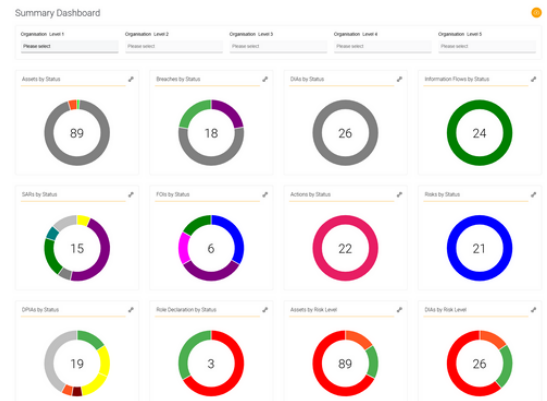 Summary Dashboard
Organisation Level 1 Organisation Level 2 Organisation Level 3 Organisation Level 4 Organisation Level 5
Please select Please select Please select Please select Please select
Assets by Status Breaches by Status DIAs by Status Information Flows by Status
89 18 26 24
SARs by Status FOIs by Status Actions by Status Risks by Status
15 6 22 21
DPIAs by Status Role Declaration by Status Assets by Risk Level DIAs by Risk Level
19 3 89 26